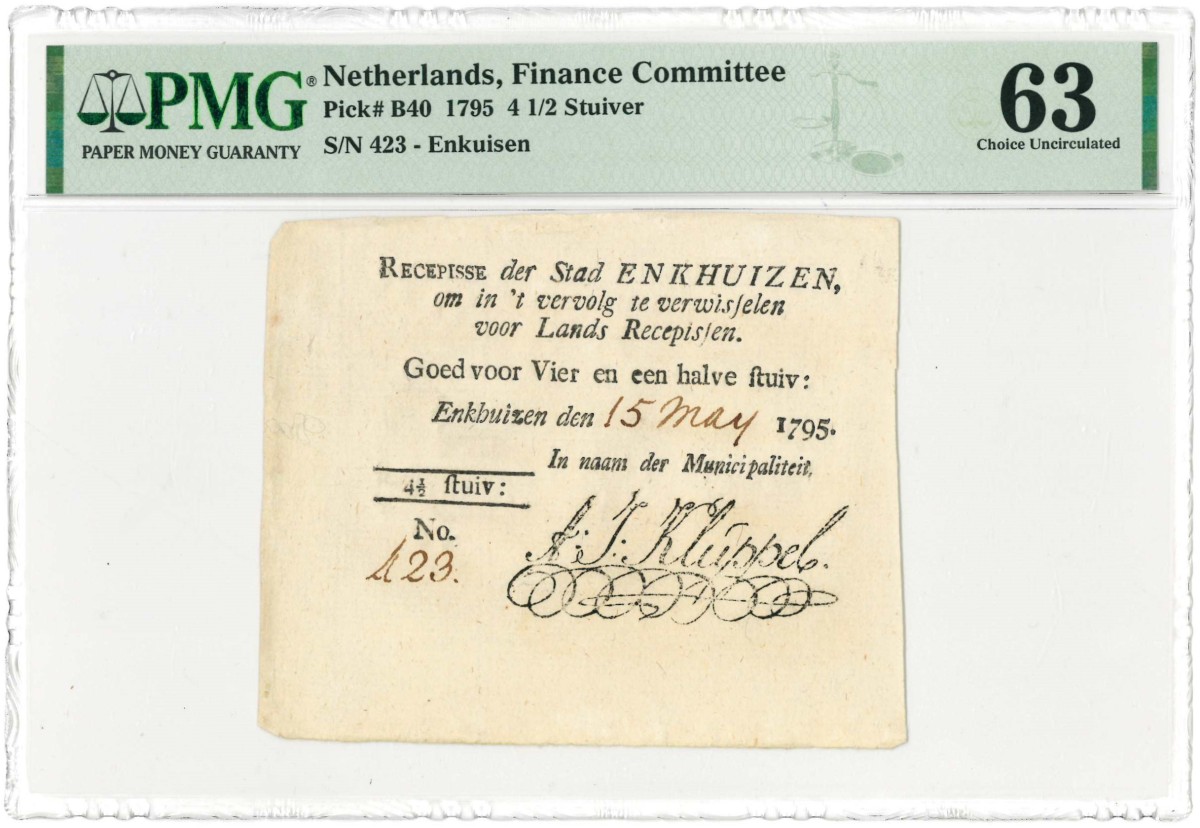 PMG®
PAPER MONEY GUARANTY
Netherlands, Finance Committee
Pick# B40 1795 4 1/2 Stuiver
S/N 423 - Enkuisen
63
Choice Uncirculated
RECEPISSE der Stad ENKHUIZEN,
om in 't vervolg te verwisſelen
voor Lands Recepisſen.
Goed voor Vier en een halve ſtuiv:
Enkhuizen den 15 May 1795.
In naam der Municipaliteit,
4½ ſtuiv:
No.
423.
A: J: Kluppel.